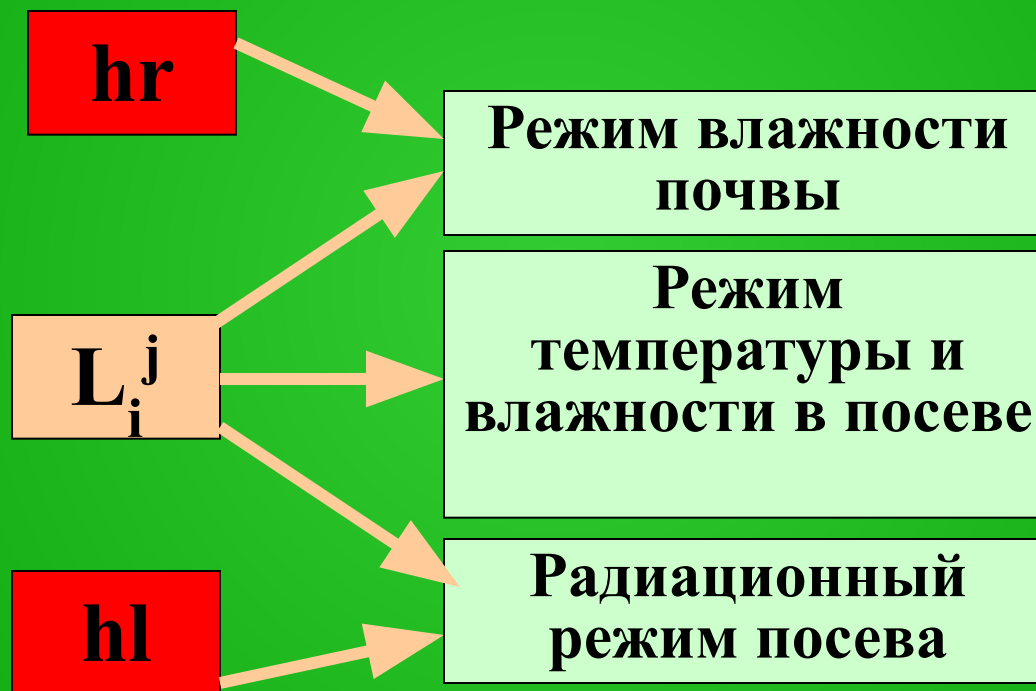 hr
Режим влажности
почвы
Режим
температуры и
влажности в посеве
L i j
Радиационный
режим посева
hl